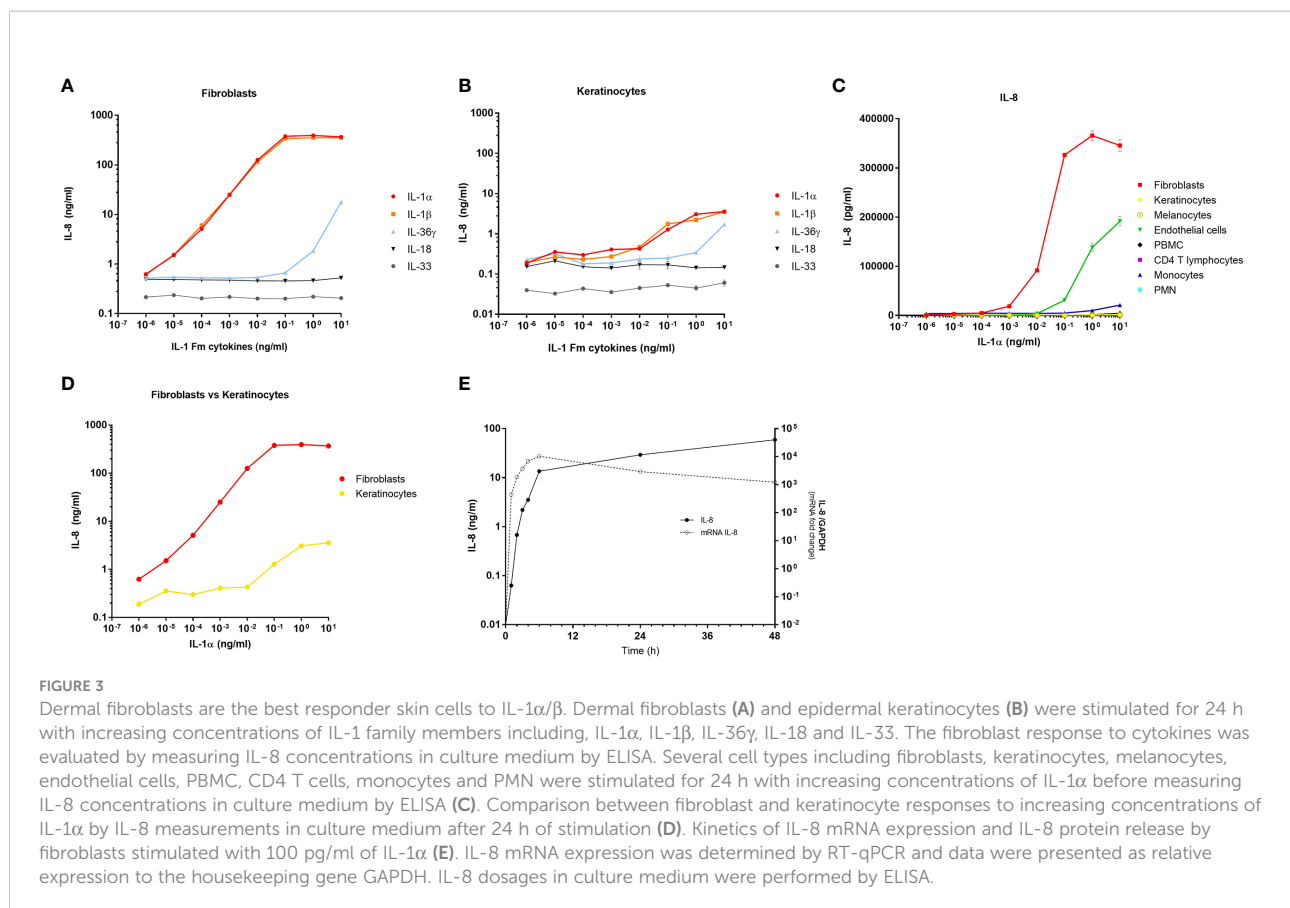 A
Fibroblasts
1000
100
10
1
0.1
IL-8 (ng/ml)
10-7 10-6 10-5 10-4 10-3 10-2 10-1 100 101
IL-1 Fm cytokines (ng/ml)
IL-1α
IL-1β
IL-36γ
IL-18
IL-33
B
Keratinocytes
1000
100
10
1
0.1
0.01
IL-8 (ng/ml)
10-7 10-6 10-5 10-4 10-3 10-2 10-1 100 101
IL-1 Fm cytokines (ng/ml)
IL-1α
IL-1β
IL-36γ
IL-18
IL-33
C
IL-8
400000
300000
200000
100000
0
IL-8 (pg/ml)
10-7 10-6 10-5 10-4 10-3 10-2 10-1 100 101
IL-1α (ng/ml)
Fibroblasts
Keratinocytes
Melanocytes
Endothelial cells
PBMC
CD4 T lymphocytes
Monocytes
PMN
D
Fibroblasts vs Keratinocytes
1000
100
10
1
0.1
IL-8 (ng/ml)
10-7 10-6 10-5 10-4 10-3 10-2 10-1 100 101
IL-1α (ng/ml)
Fibroblasts
Keratinocytes
E
100
10
1
0.1
0.01
IL-8 (ng/m)
0 12 24 36 48
Time (h)
IL-8
mRNA IL-8
105
104
103
102
101
100
10-1
10-2
IL-8 /GAPDH
(mRNA fold change)
FIGURE 3
Dermal fibroblasts are the best responder skin cells to IL-1α/β. Dermal fibroblasts (A) and epidermal keratinocytes (B) were stimulated for 24 h
with increasing concentrations of IL-1 family members including, IL-1α, IL-1β, IL-36γ, IL-18 and IL-33. The fibroblast response to cytokines was
evaluated by measuring IL-8 concentrations in culture medium by ELISA. Several cell types including fibroblasts, keratinocytes, melanocytes,
endothelial cells, PBMC, CD4 T cells, monocytes and PMN were stimulated for 24 h with increasing concentrations of IL-1α before measuring
IL-8 concentrations in culture medium by ELISA (C). Comparison between fibroblast and keratinocyte responses to increasing concentrations of
IL-1α by IL-8 measurements in culture medium after 24 h of stimulation (D). Kinetics of IL-8 mRNA expression and IL-8 protein release by
fibroblasts stimulated with 100 pg/ml of IL-1α (E). IL-8 mRNA expression was determined by RT-qPCR and data were presented as relative
expression to the housekeeping gene GAPDH. IL-8 dosages in culture medium were performed by ELISA.